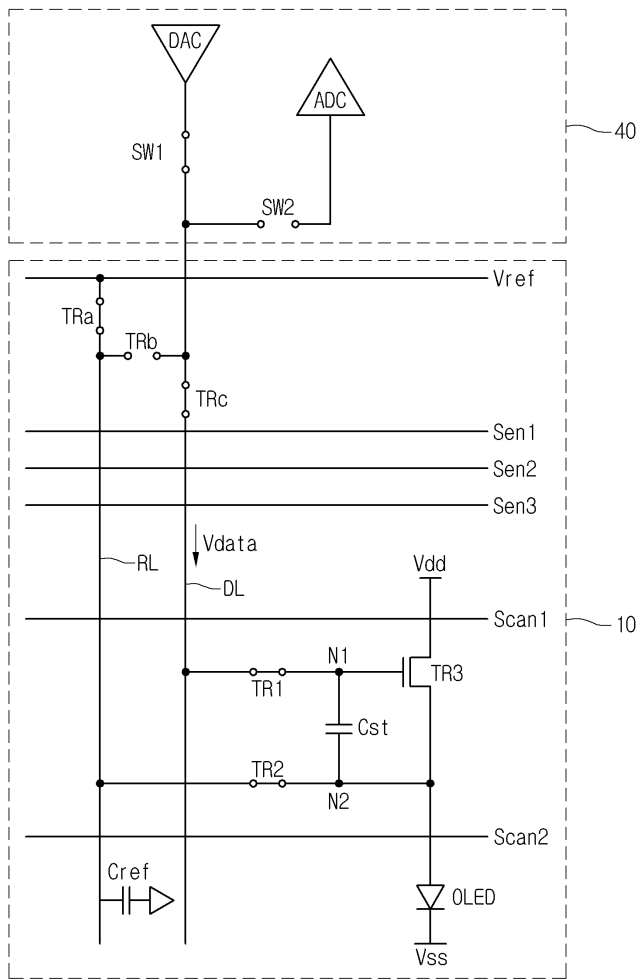 DAC
ADC
SW1
40
SW2
Vref
TRa
TRb
TRc
Sen1
Sen2
Sen3
Vdata
RL
DL
Vdd
Scan1
10
N1
TR1
TR3
Cst
TR2
N2
Scan2
Cref
OLED
Vss